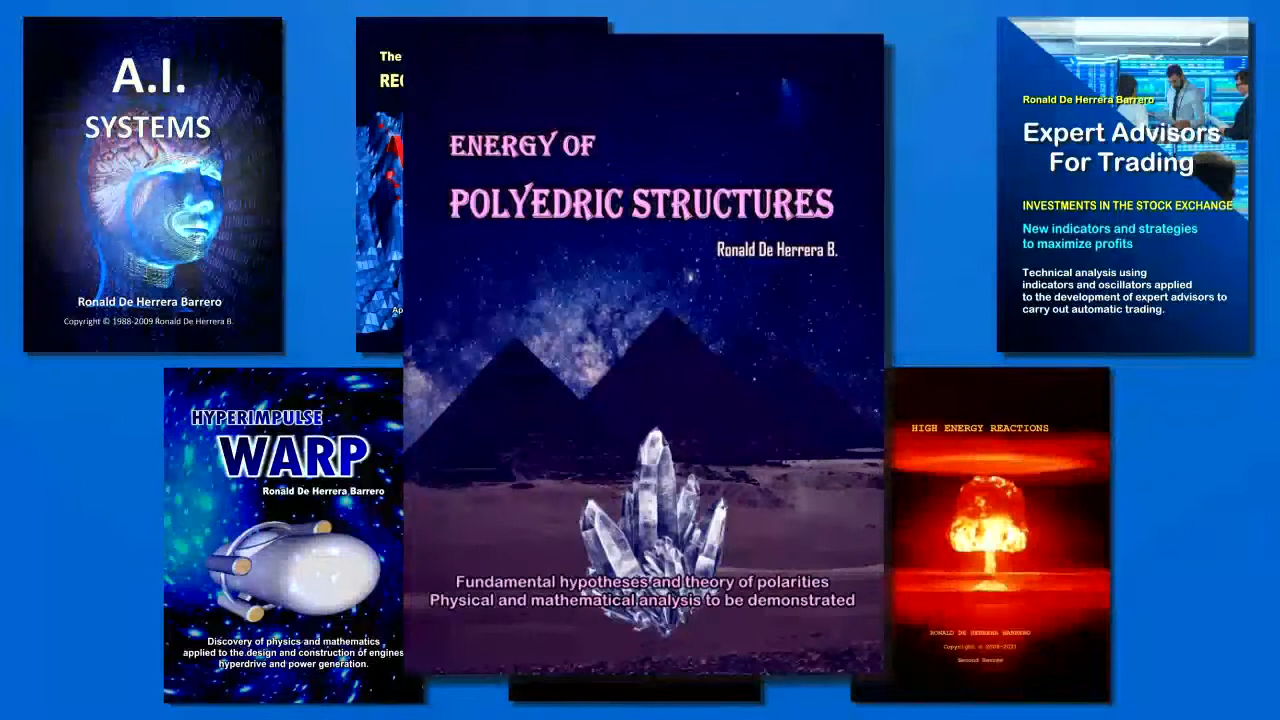 A.I.
SYSTEMS
Ronald De Herrera Barrero
Copyright © 1988-2009 Ronald De Herrera B.
The
ENERGY OF
POLYEDRIC STRUCTURES
Ronald De Herrera B.
Fundamental hypotheses and theory of polarities
Physical and mathematical analysis to be demonstrated
Ronald De Herrera Barrero
Expert Advisors
For Trading
INVESTMENTS IN THE STOCK EXCHANGE
New indicators and strategies
to maximize profits
Technical analysis using
indicators and oscillators applied
to the development of expert advisors to
carry out automatic trading.
HYPERIMPULSE
WARP
Ronald De Herrera Barrero
Discovery of physics and mathematics
applied to the design and construction of engines
hyperdrive and power generation.
HIGH ENERGY REACTIONS
RONALD DE HERRERA BARRERO
Copyright
Second Review